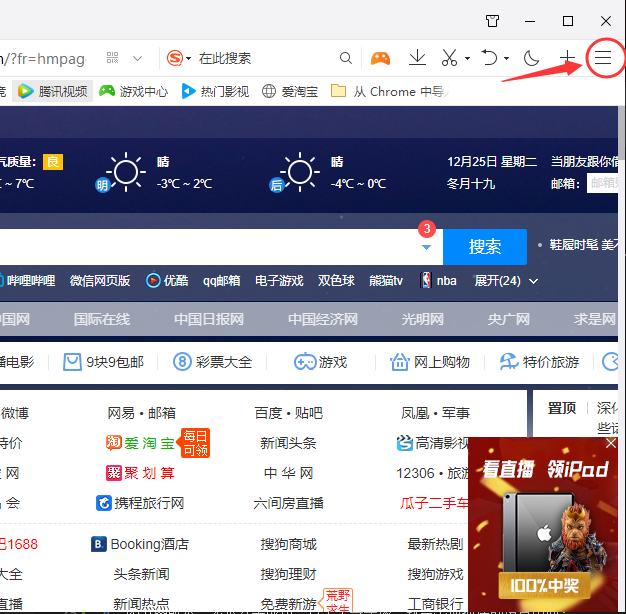 n/?fr=hmpag
在此搜索
竞
腾讯视频
游戏中心
热门影视
爱淘宝
从 Chrome 中导
气质量： 良
~ 7℃
明
晴
-3℃ ~ 2℃
后
晴
-4℃ ~ 0℃
12月25日 星期二
冬月十九
当朋友跟你借
邮箱：
邮箱
3
搜索
鞋履时髦 美不
哔哩哔哩
微信网页版
优酷
qq邮箱
电子游戏
双色球
熊猫tv
nba
展开(24)
中国网
国际在线
中国日报网
中国经济网
光明网
央广网
求是网
播电影
9块9包邮
彩票大全
游戏
网上购物
特价旅游
微博
网易 • 邮箱
百度 • 贴吧
凤凰 • 军事
特价
淘 爱 淘 宝
每日
可领
新闻头条
高清影视
网
聚 聚 划 算
中 华 网
12306 • 旅游
会
携程旅行网
六间房直播
瓜子二手车
巴1688
B. Booking酒店
搜狗商城
最新热剧
大全
头条新闻
搜狗理财
搜狗游戏
直播
新闻热点
免费新游
荒野
求生
工商银行
置顶
深化
些证
看直播 领iPad
100%中奖